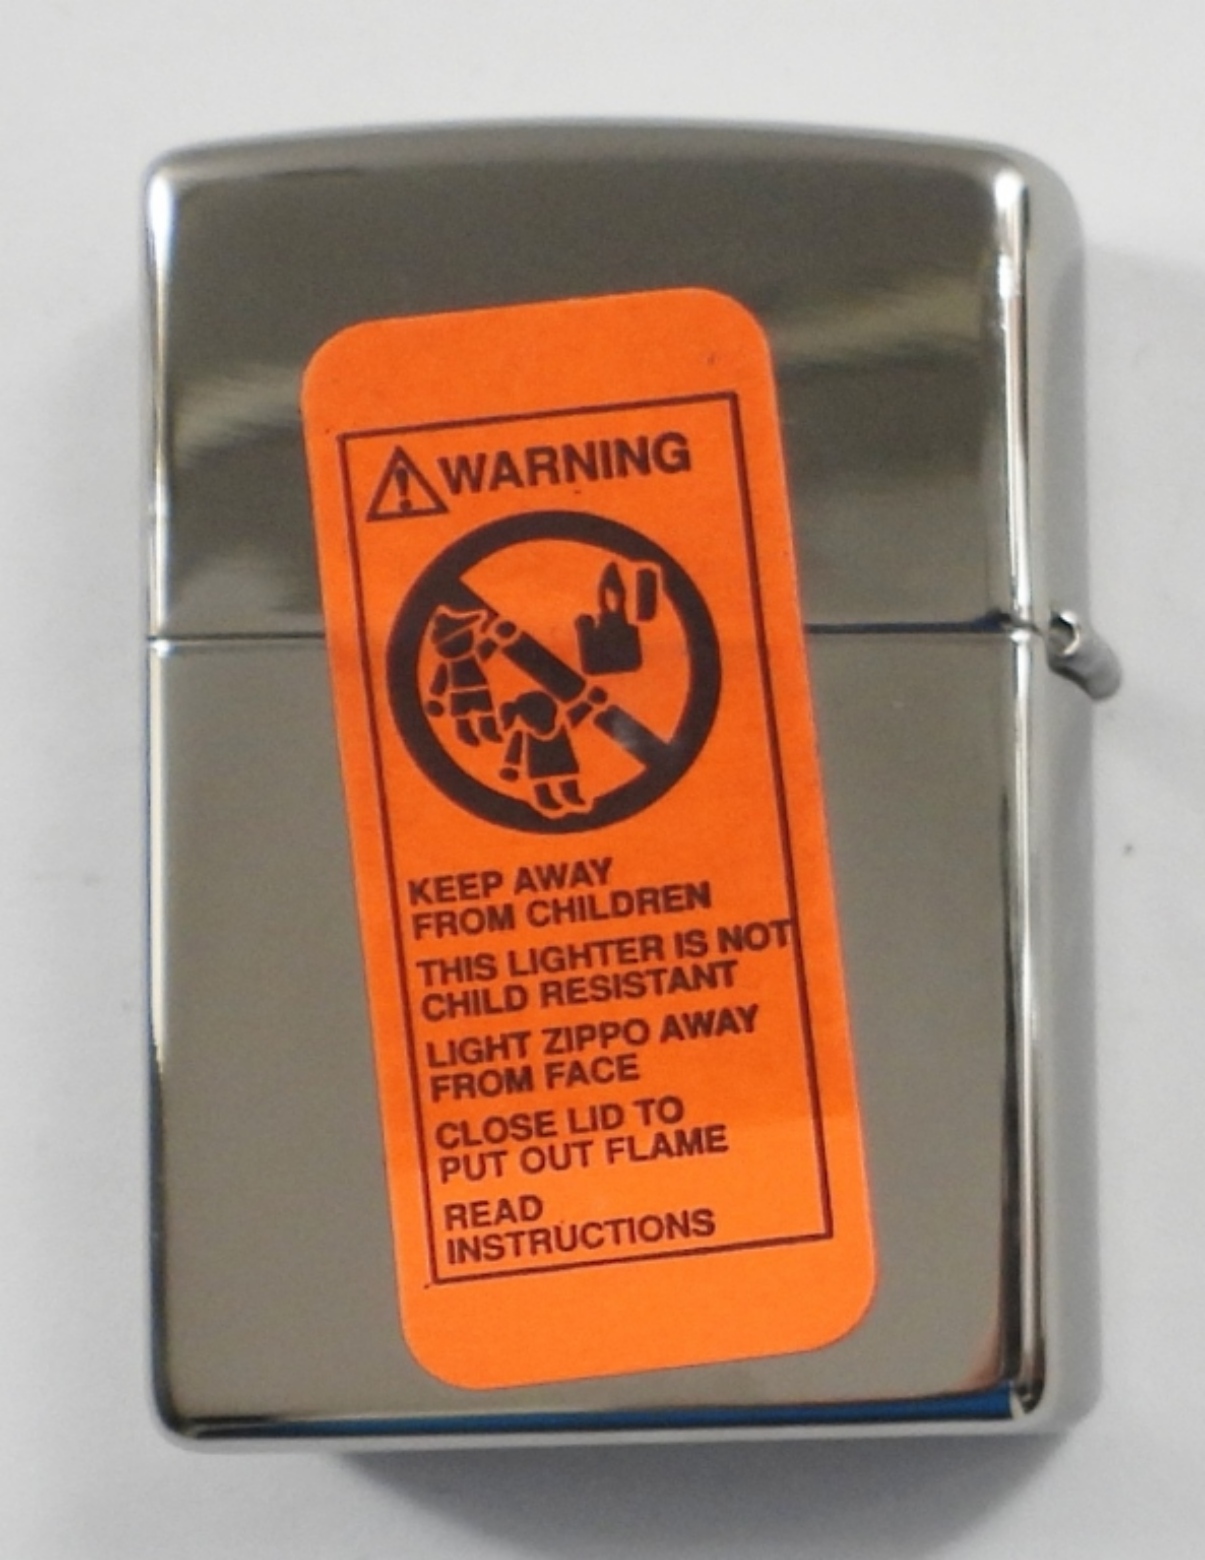 WARNING
KEEP AWAY
FROM CHILDREN
THIS LIGHTER IS NOT
CHILD RESISTANT
LIGHT ZIPPO AWAY
FROM FACE
CLOSE LID TO
PUT OUT FLAME
READ
INSTRUCTIONS